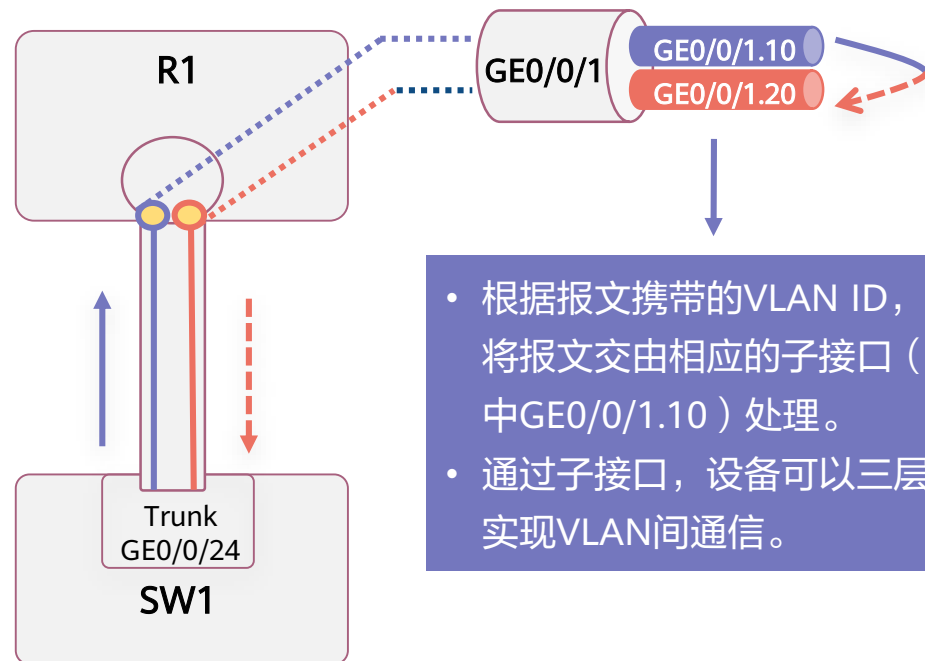 R1
GE0/0/1
GE0/0/1.10
GE0/0/1.20
• 根据报文携带的VLAN ID，
将报文交由相应的子接口（
中GE0/0/1.10）处理。
• 通过子接口，设备可以三层
实现VLAN间通信。
Trunk
GE0/0/24
SW1